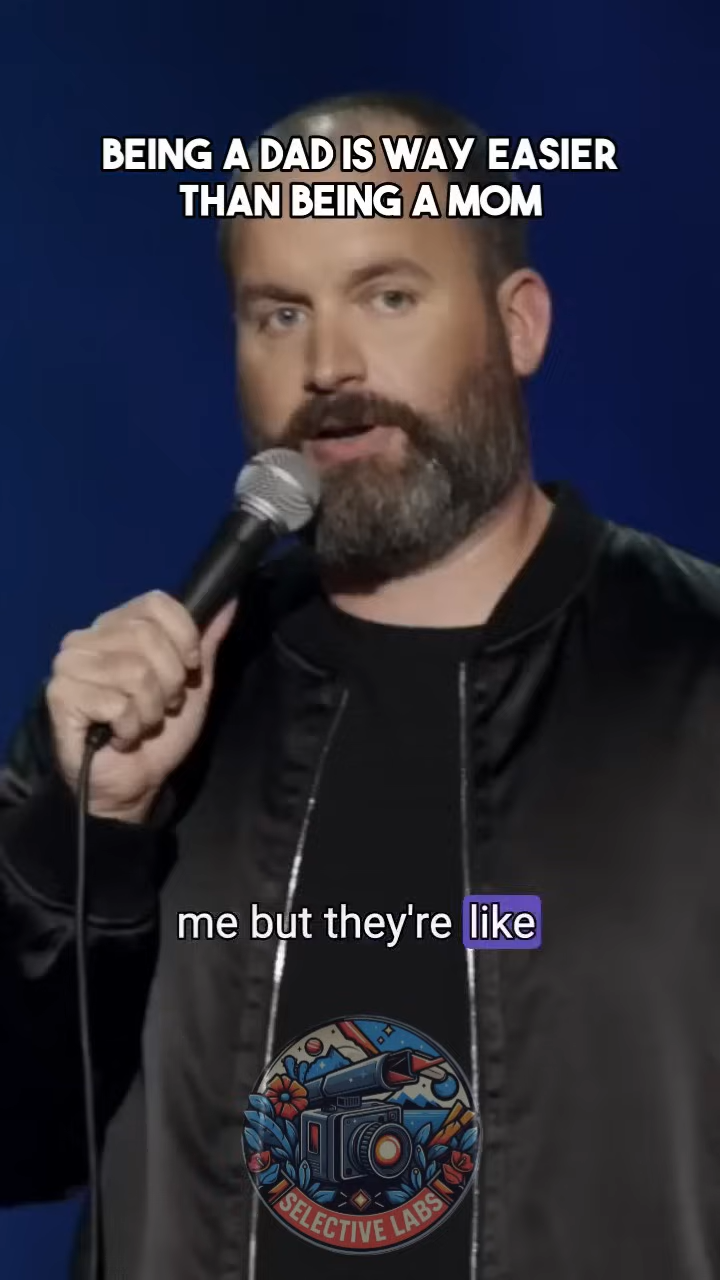 BEING A DAD IS WAY EASIER
THAN BEING A MOM
me but they're like
SELECTIVE LABS